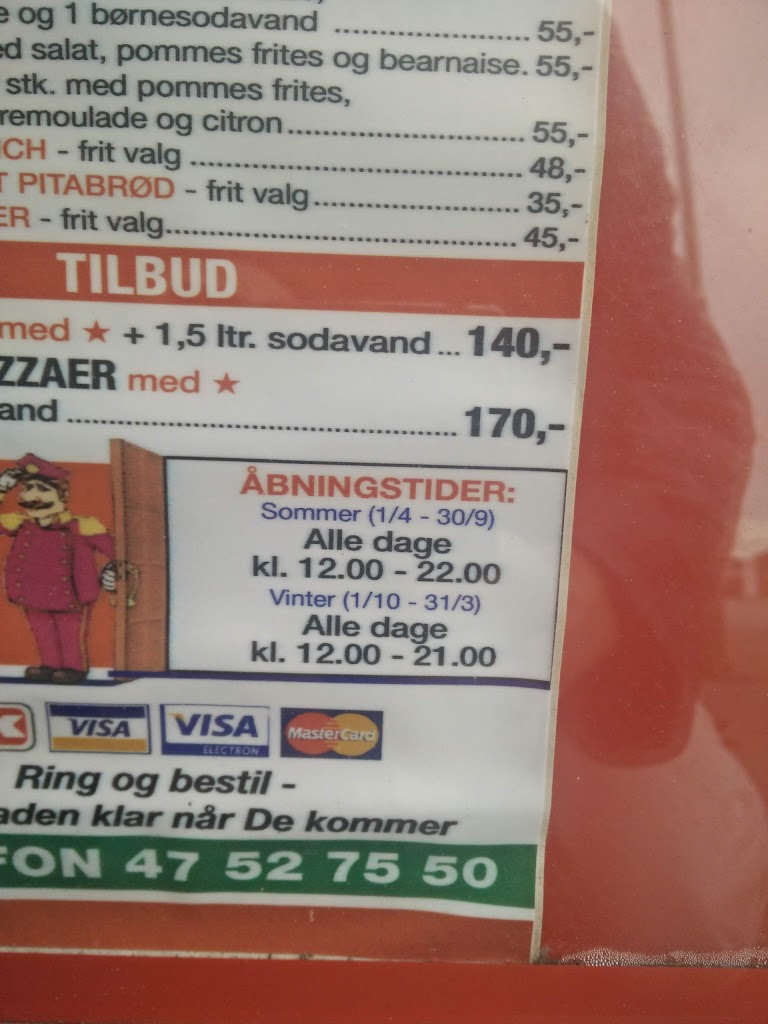 e og 1 børnesodavand .................... 55,-
ed salat, pommes frites og bearnaise. 55,-
stk. med pommes frites,
remoulade og citron........................ 55,-
ICH - frit valg .................................. 48,-
T PITABRØD - frit valg..................... 35,-
ER - frit valg.................................... 45,-
TILBUD
med ★ + 1,5 ltr. sodavand ... 140,-
ZZAER med ★
and ............................................ 170,-
ÅBNINGSTIDER:
Sommer (1/4 - 30/9)
Alle dage
kl. 12.00 - 22.00
Vinter (1/10 - 31/3)
Alle dage
kl. 12.00 - 21.00
K VISA VISA ELECTRON MasterCard
Ring og bestil -
aden klar når De kommer
FON 47 52 75 50